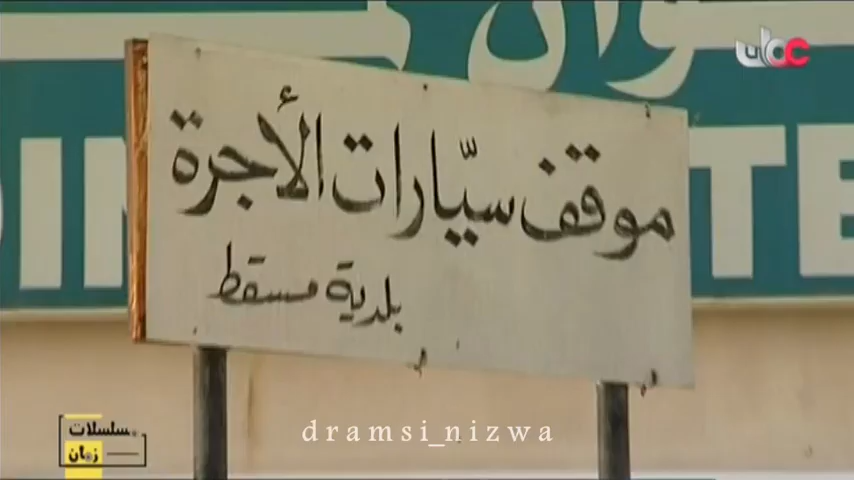 موقف سيّارات الأجرة
بلدية مسقط
مسلسلات
زمان
dramsi_nizwa